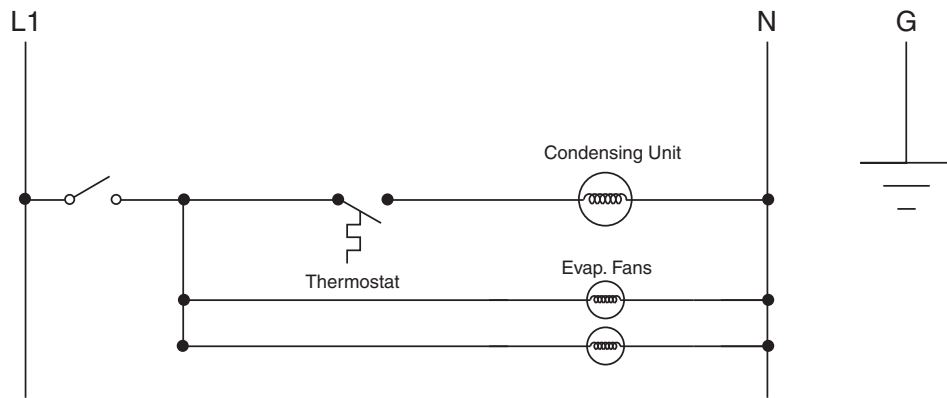 L1
N
G
Condensing Unit
Thermostat
Evap. Fans